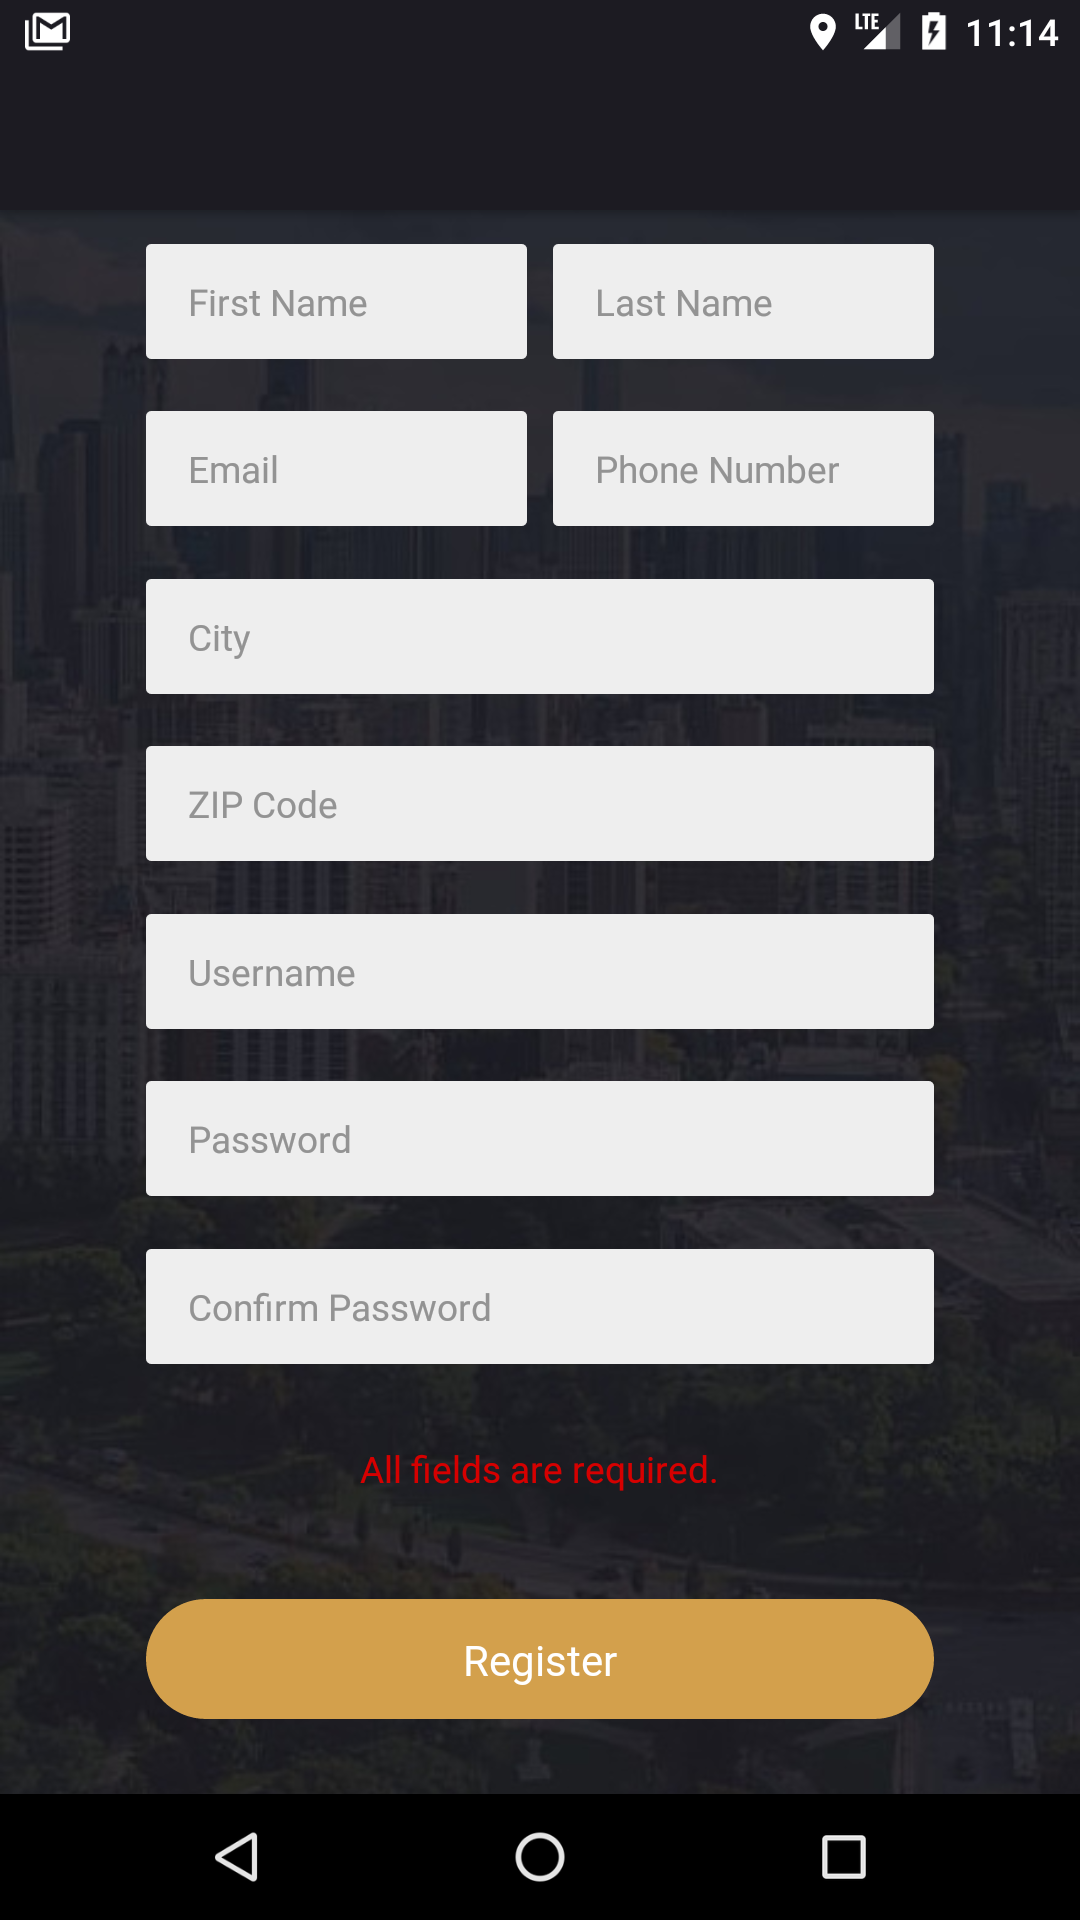 LTE 11:14
First Name Last Name
Email Phone Number
City
ZIP Code
Username
Password
Confirm Password
All fields are required.
Register